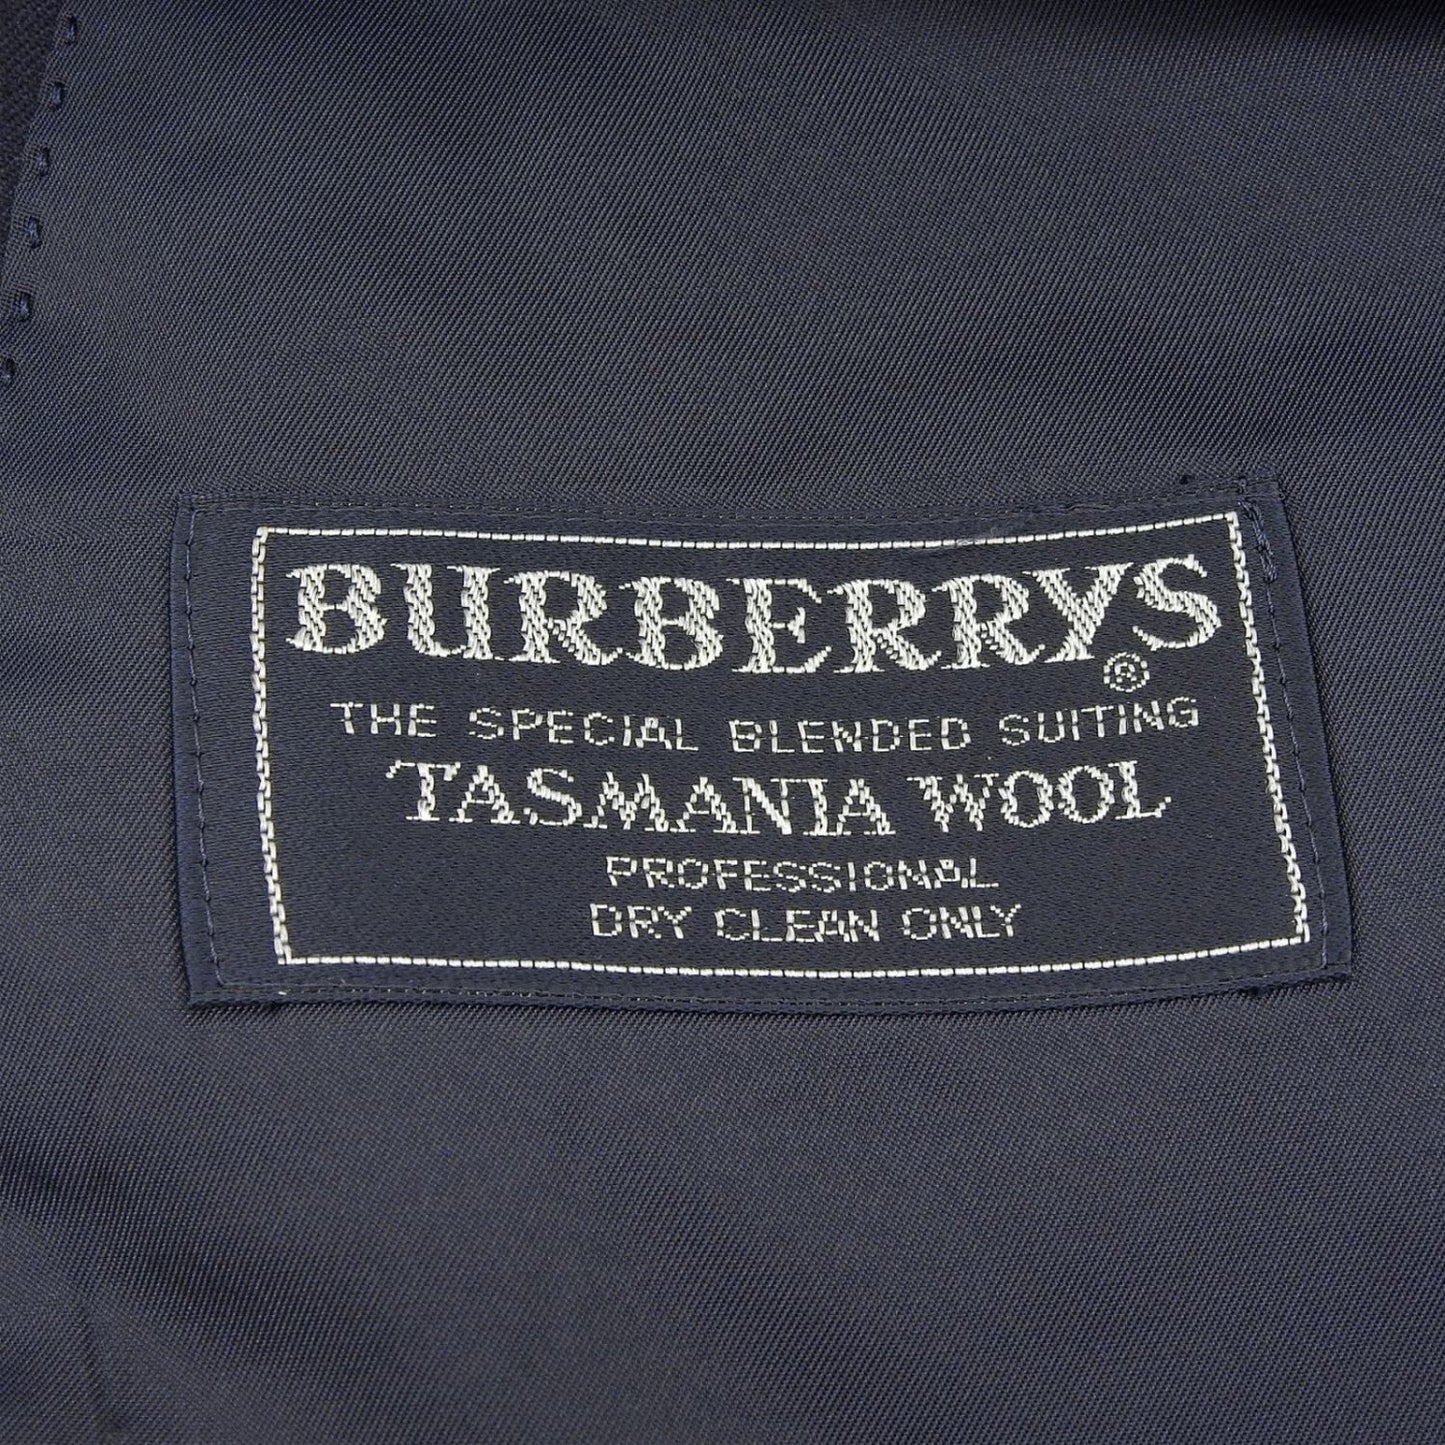 BURBERRYS®
THE SPECIAL BLENDED SUITING
TASMANIA WOOL
PROFESSIONAL
DRY CLEAN ONLY